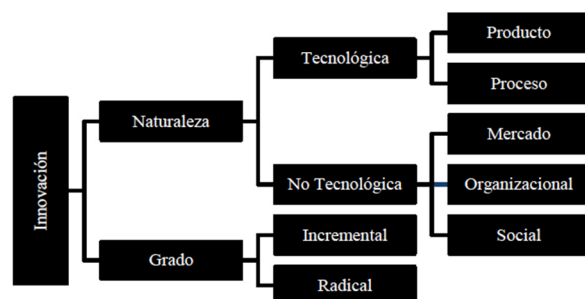 Innovación
Naturaleza
Tecnológica
Producto
Proceso
No Tecnológica
Mercado
Organizacional
Social
Grado
Incremental
Radical